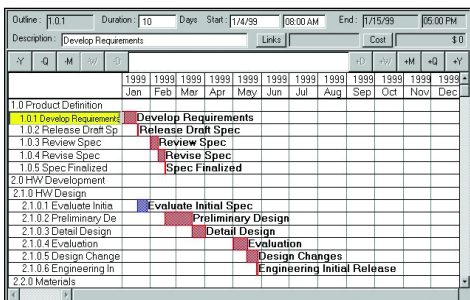 Outline : 1.0.1 Duration : 10 Days Start : 1/4/99 08:00 AM End : 1/15/99 05:00 PM
Description : Develop Requirements Links Cost $ 0
-Y -Q -M -W -D +D +W +M +Q +Y
1999 1999 1999 1999 1999 1999 1999 1999 1999 1999 1999 1999
Jan Feb Mar Apr May Jun Jul Aug Sep Oct Nov Dec
1.0 Product Definition
1.0.1 Develop Requirements Develop Requirements
1.0.2 Release Draft Sp Release Draft Spec
1.0.3 Review Spec Review Spec
1.0.4 Revise Spec Revise Spec
1.0.5 Spec Finalized Spec Finalized
2.0 HW Development
2.1.0 HW Design
2.1.0.1 Evaluate Initia Evaluate Initial Spec
2.1.0.2 Preliminary De Preliminary Design
2.1.0.3 Detail Design Detail Design
2.1.0.4 Evaluation Evaluation
2.1.0.5 Design Change Design Changes
2.1.0.6 Engineering In Engineering Initial Release
2.2.0 Materials